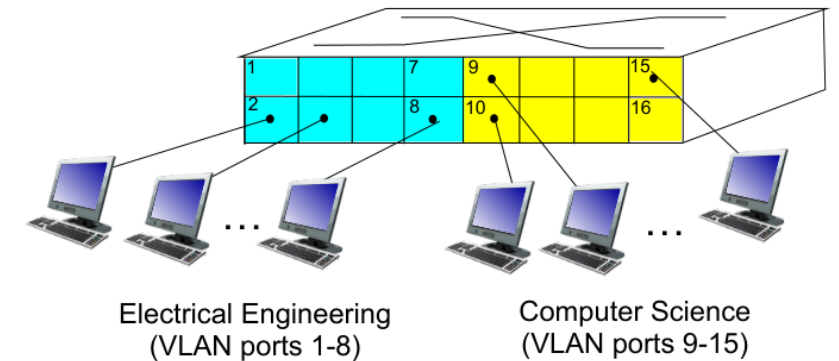 1 7 9 15
2 8 10 16
... ...
Electrical Engineering
(VLAN ports 1-8)
Computer Science
(VLAN ports 9-15)